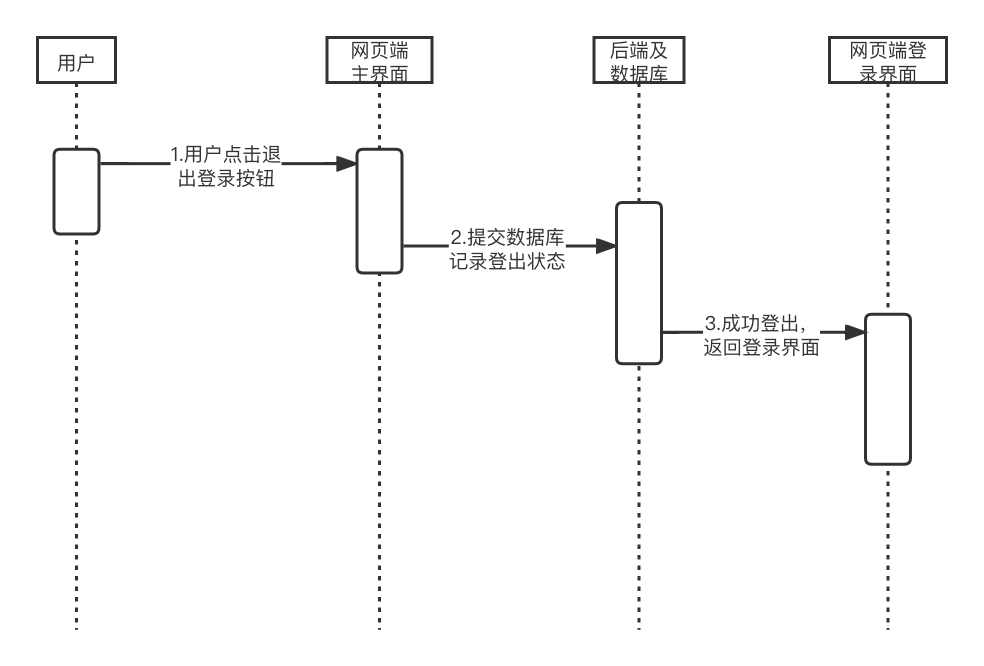 用户
网页端
主界面
后端及
数据库
网页端登
录界面
1.用户点击退
出登录按钮
2.提交数据库
记录登出状态
3.成功登出，
返回登录界面